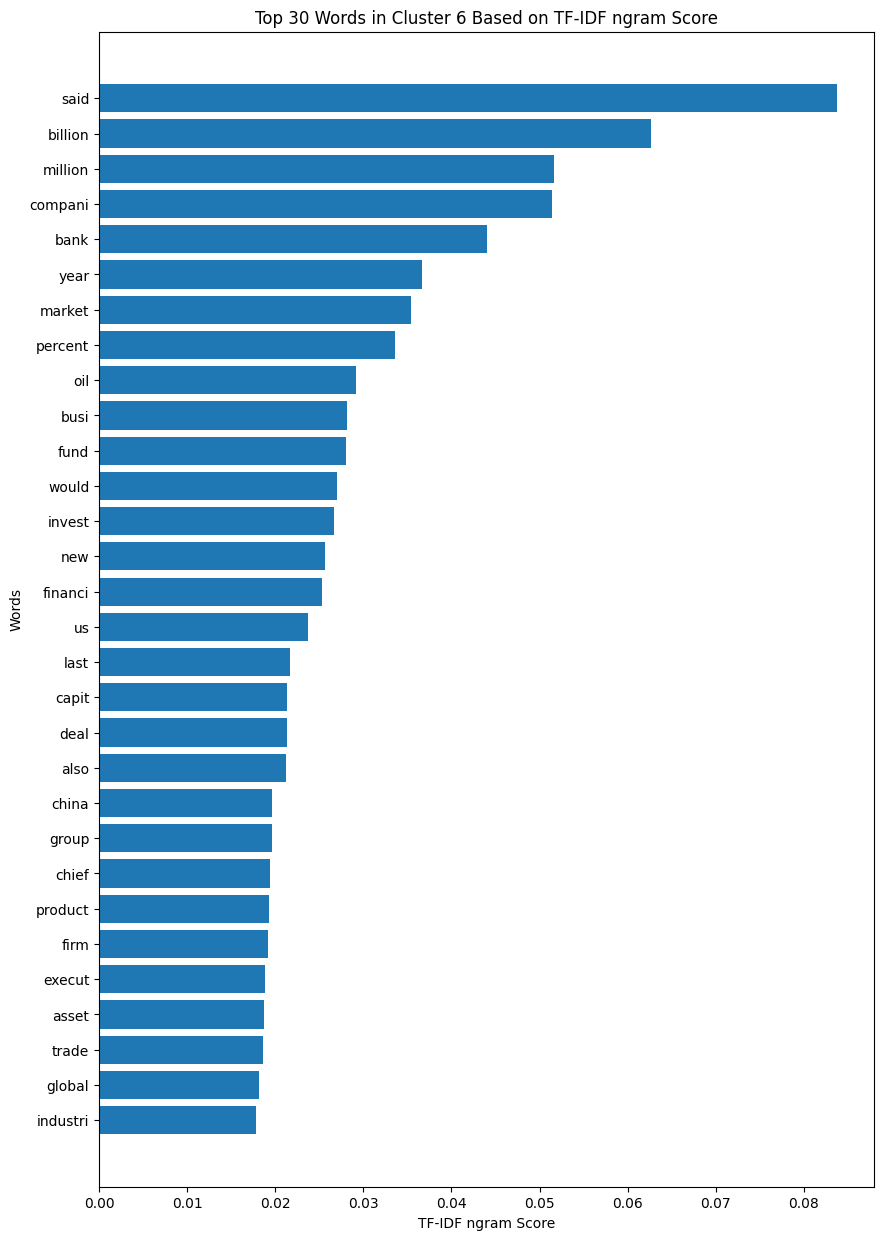 Top 30 Words in Cluster 6 Based on TF-IDF ngram Score
said
billion
million
compani
bank
year
market
percent
oil
busi
fund
would
invest
new
financi
us
last
capit
deal
also
china
group
chief
product
firm
execut
asset
trade
global
industri
Words
0.00 0.01 0.02 0.03 0.04 0.05 0.06 0.07 0.08
TF-IDF ngram Score